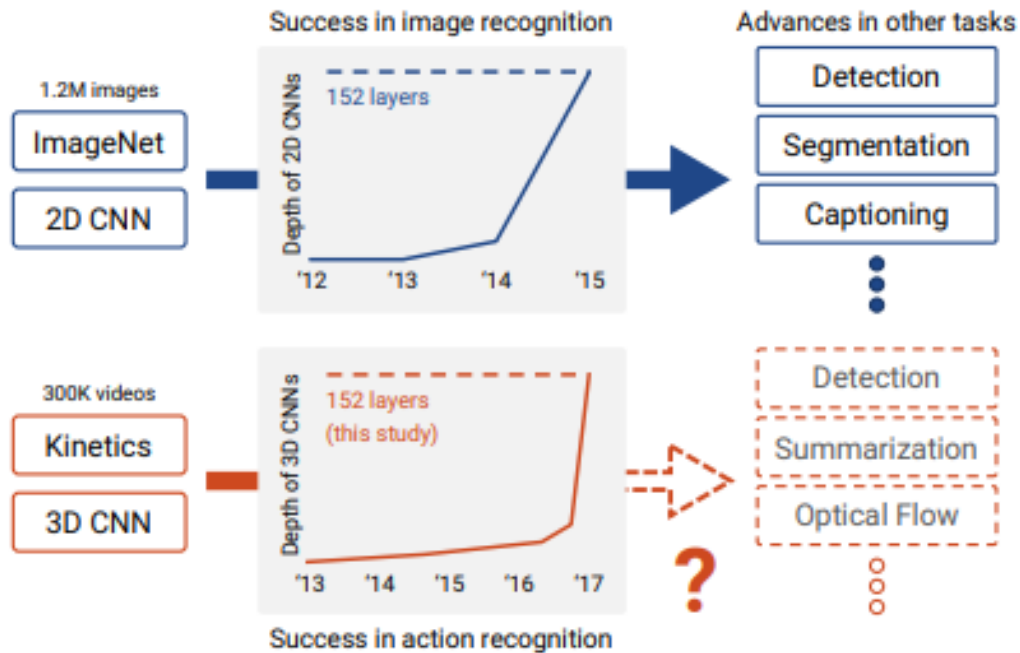 Success in image recognition
Advances in other tasks
1.2M images
ImageNet
2D CNN
Depth of 2D CNNs
152 layers
‘12 ‘13 ‘14 ‘15
Detection
Segmentation
Captioning
300K videos
Kinetics
3D CNN
Depth of 3D CNNs
152 layers
(this study)
‘13 ‘14 ‘15 ‘16 ‘17
Success in action recognition
?
Detection
Summarization
Optical Flow